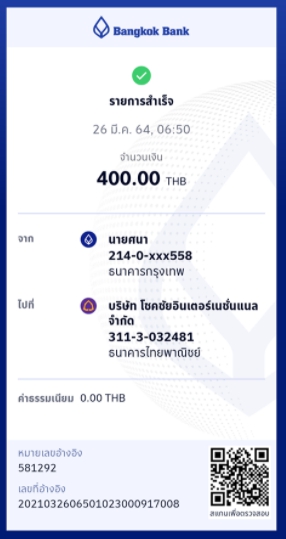 Bangkok Bank
รายการสำเร็จ
26 มี.ค. 64, 06:50
จำนวนเงิน
400.00 THB
จาก
นายศนา
214-0-xxx558
ธนาคารกรุงเทพ
ไปที่
บริษัท โชคชัยอินเตอร์เนชั่นแนล
จำกัด
311-3-032481
ธนาคารไทยพาณิชย์
ค่าธรรมเนียม 0.00 THB
หมายเลขอ้างอิง
581292
เลขที่อ้างอิง
2021032606501023000917008
สแกนเพื่อตรวจสอบ